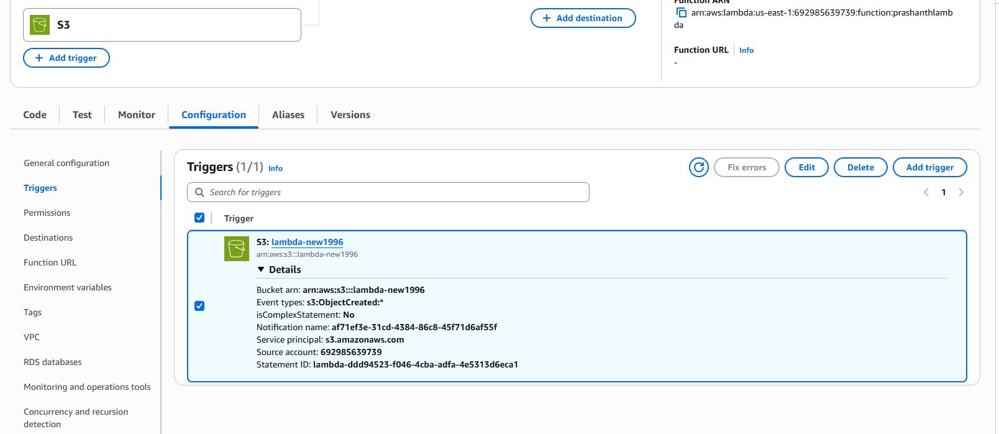 Function ARN
S3
Add destination
arn:aws:lambda:us-east-1:692985639739:function:prashanthlamb
da
Add trigger
Function URL Info
-
Code Test Monitor Configuration Aliases Versions
General configuration
Triggers
Permissions
Destinations
Function URL
Environment variables
Tags
VPC
RDS databases
Monitoring and operations tools
Concurrency and recursion
detection
Triggers (1/1) Info
Fix errors Edit Delete Add trigger
Search for triggers
1
Trigger
S3: lambda-new1996
arn:aws:s3:::lambda-new1996
Details
Bucket arn: arn:aws:s3:::lambda-new1996
Event types: s3:ObjectCreated:*
isComplexStatement: No
Notification name: af71ef3e-31cd-4384-86c8-45f71d6af55f
Service principal: s3.amazonaws.com
Source account: 692985639739
Statement ID: lambda-ddd94523-f046-4cba-adfa-4e5313d6eca1